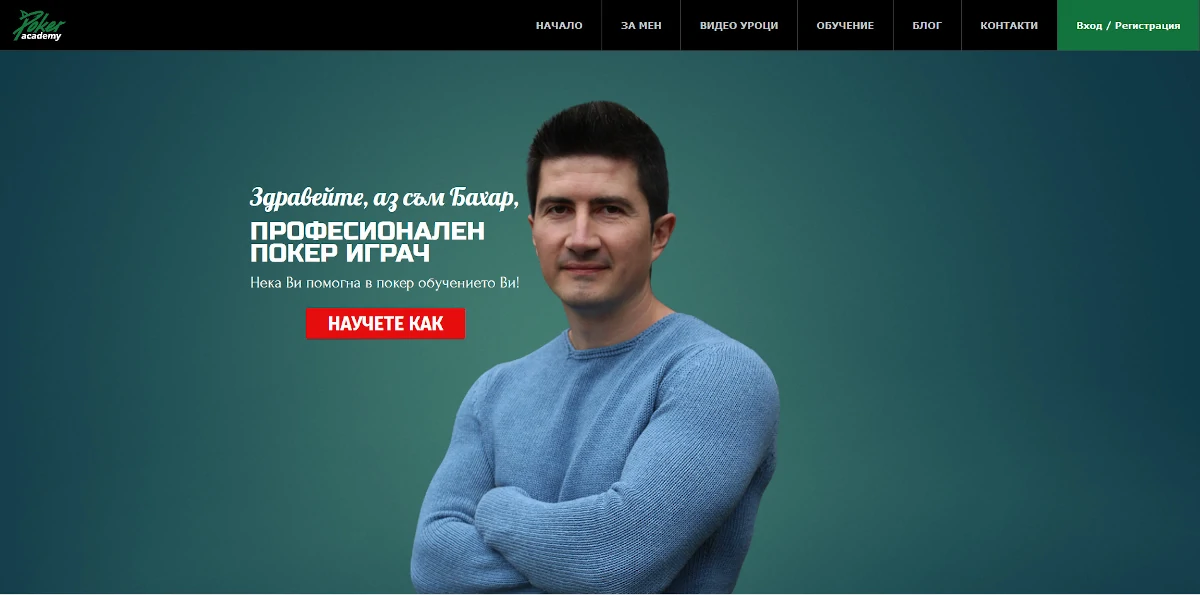 Poker
academy
НАЧАЛО
ЗА МЕН
ВИДЕО УРОЦИ
ОБУЧЕНИЕ
БЛОГ
КОНТАКТИ
Вход / Регистрация
Здравейте, аз съм Бахар,
ПРОФЕСИОНАЛЕН
ПОКЕР ИГРАЧ
Нека Ви помогна в покер обучението Ви!
НАУЧЕТЕ КАК